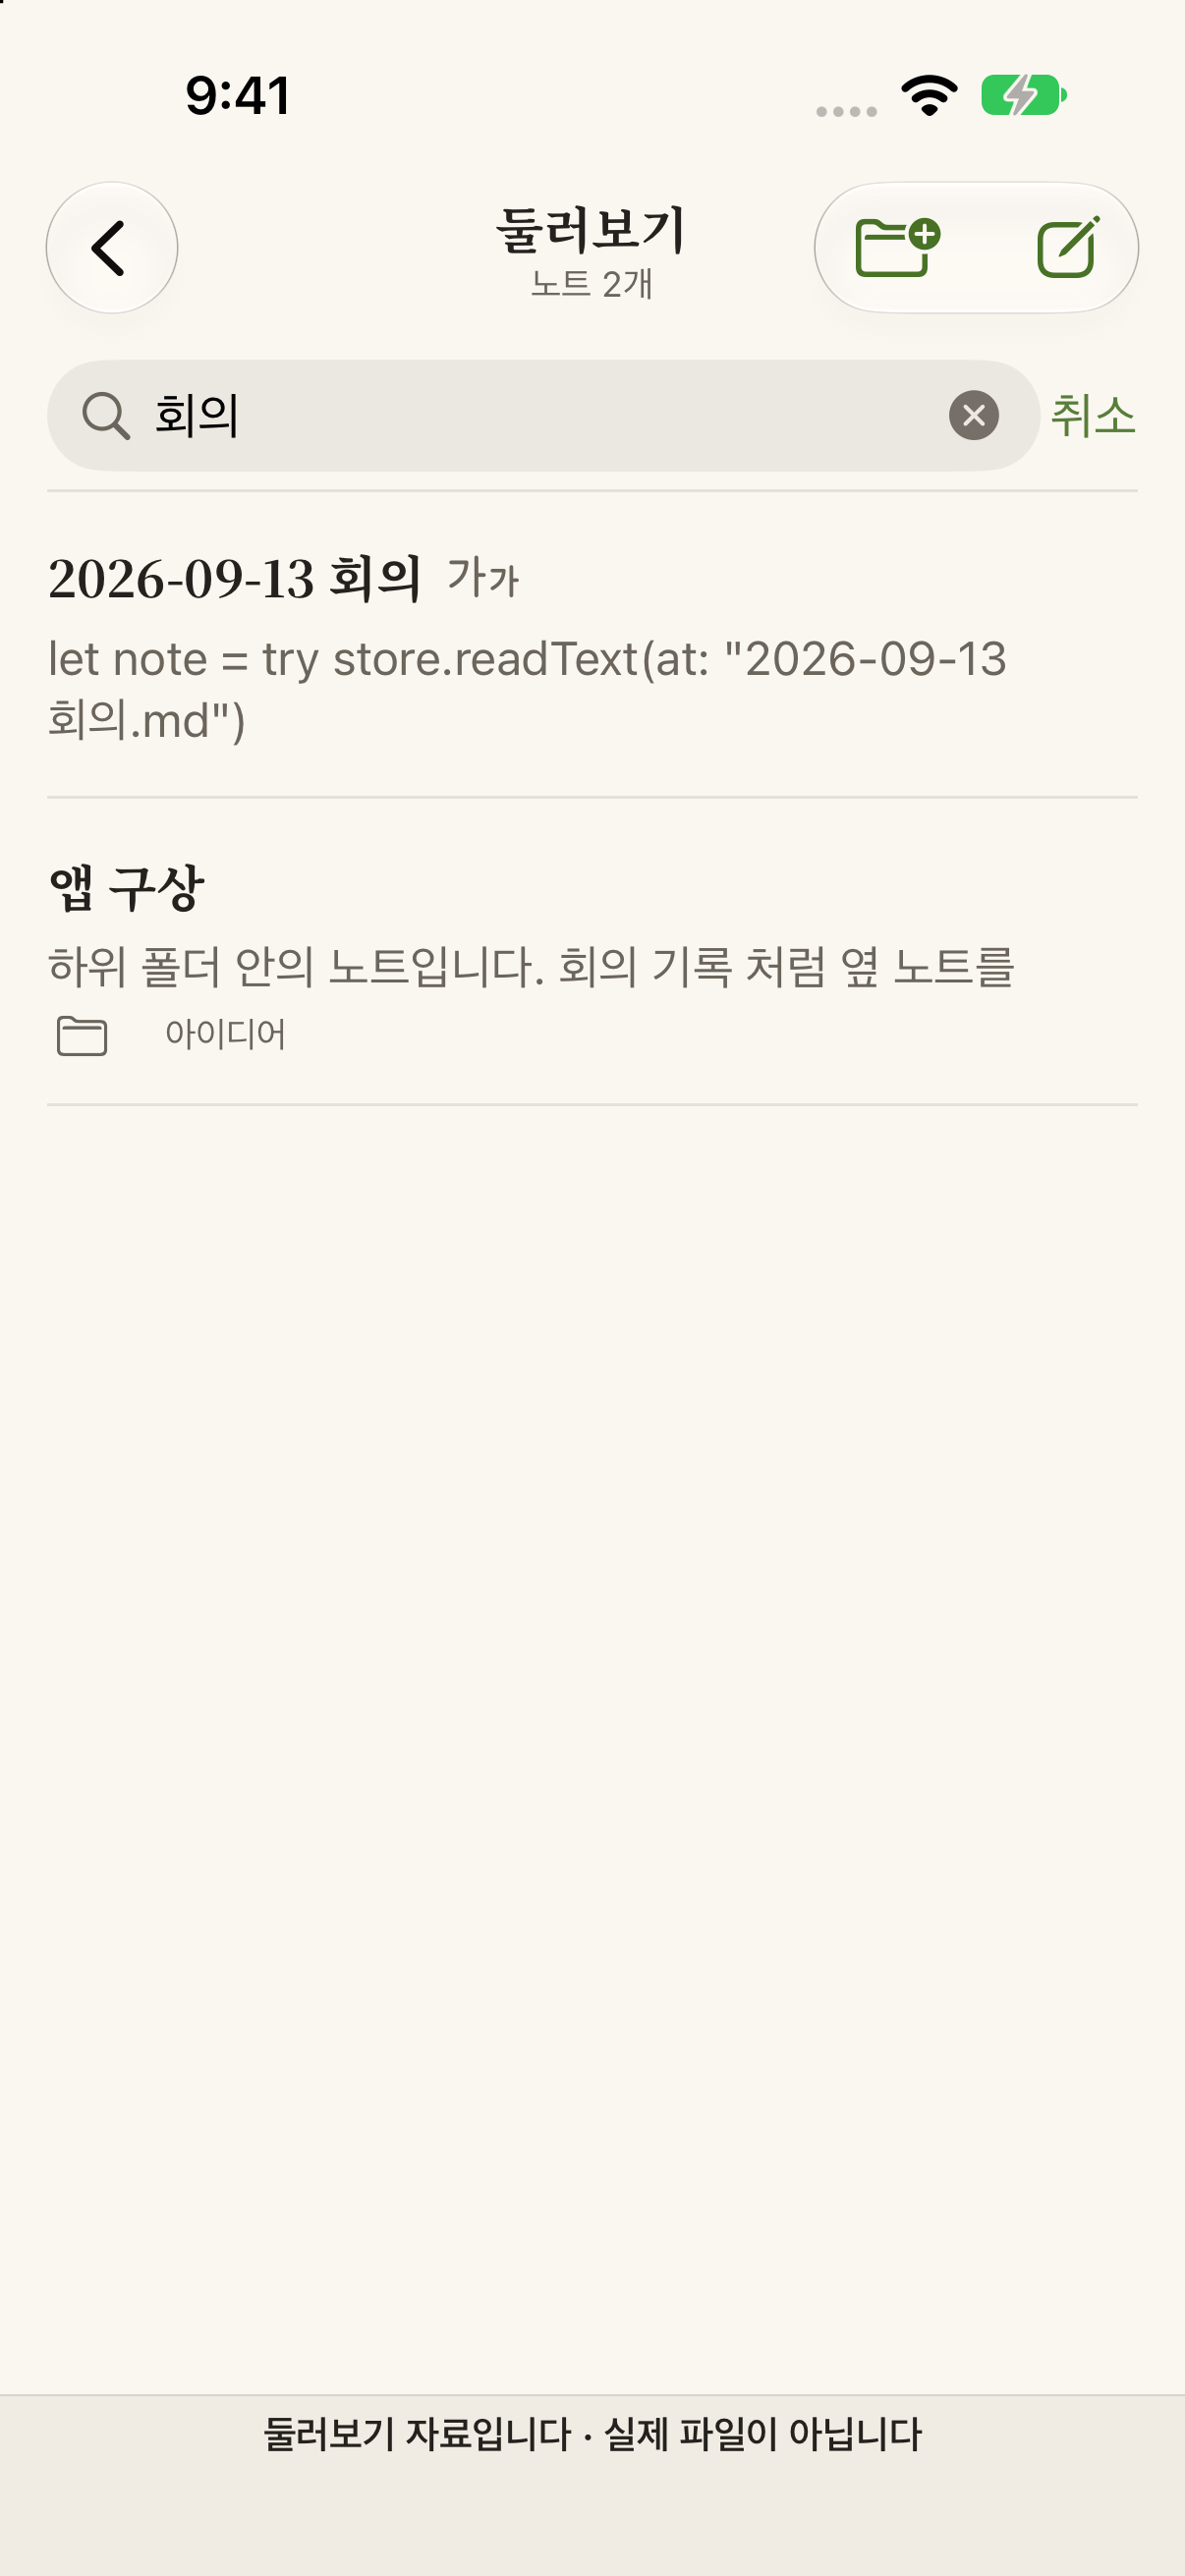 9:41
둘러보기
노트 2개
회의
취소
2026-09-13 회의 가가
let note = try store.readText(at: "2026-09-13
회의.md")
앱 구상
하위 폴더 안의 노트입니다. 회의 기록 처럼 옆 노트를
아이디어
둘러보기 자료입니다 · 실제 파일이 아닙니다